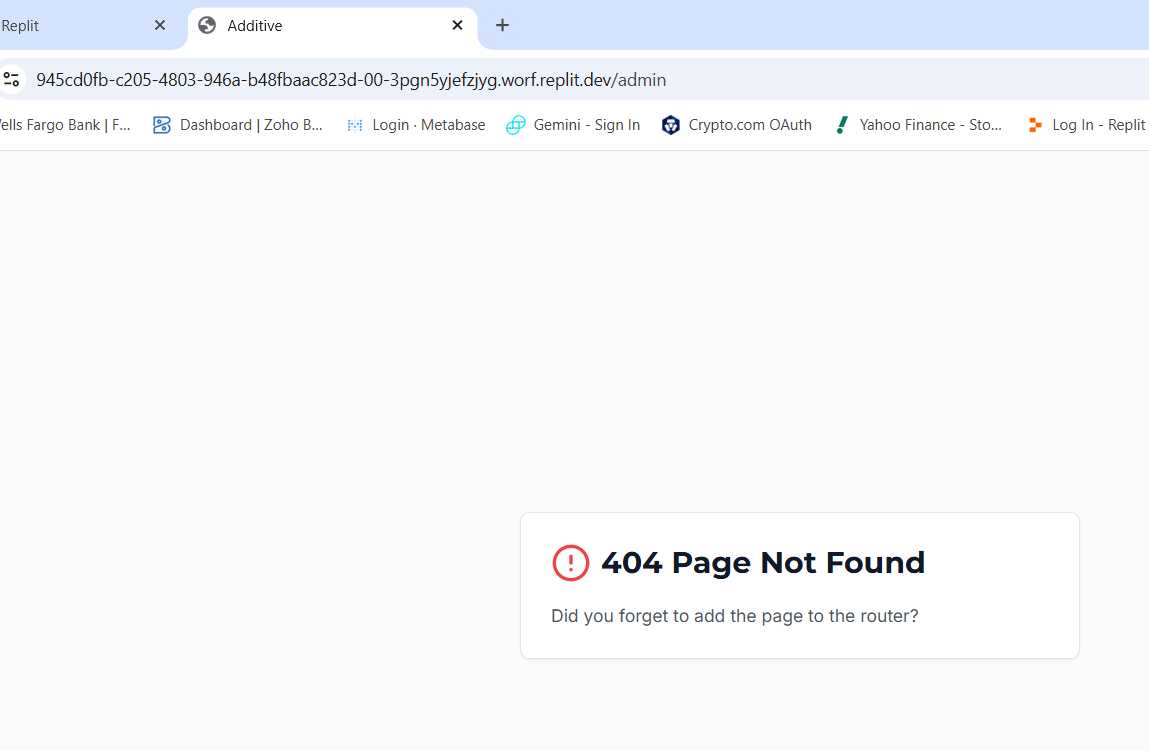 Replit
Additive
945cd0fb-c205-4803-946a-b48fbaac823d-00-3pgn5yjefzjyg.worf.replit.dev/admin
ells Fargo Bank | F... Dashboard | Zoho B... Login · Metabase Gemini - Sign In Crypto.com OAuth Yahoo Finance - Sto... Log In - Replit
404 Page Not Found
Did you forget to add the page to the router?